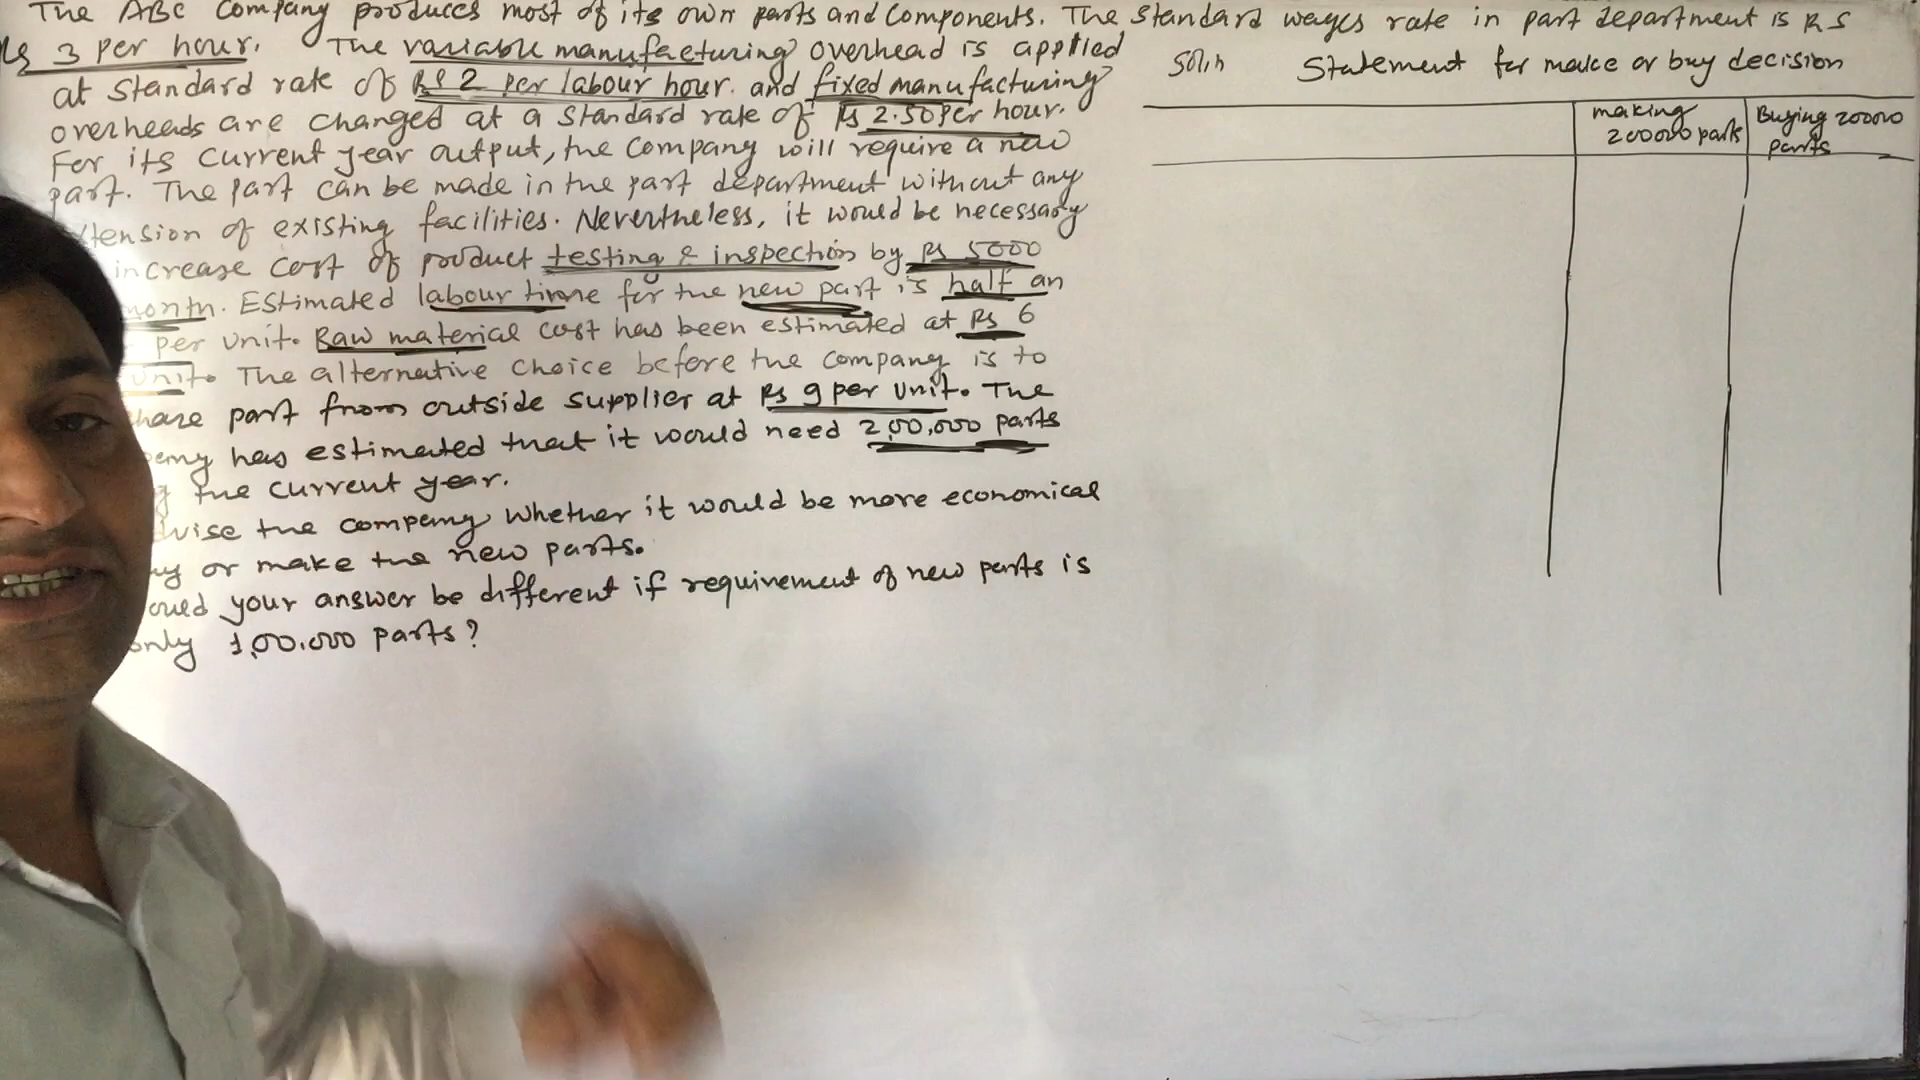 The ABC Company produces most of its own parts and components. The standard wages rate in part department is RS
Rs 3 per hour. The variable manufacturing overhead is applied
at standard rate of Rs 2 per labour hour. and fixed manufacturing
overheads are changed at a standard rate of Rs 2.50 per hour.
For its current year output, the company will require a new
part. The part can be made in the part department without any
tension of existing facilities. Nevertheless, it would be necessary
increase cost of product testing & inspection by Rs 5000
month. Estimated labour time for the new part is half an
per unit. Raw material cost has been estimated at Rs 6
unit. The alternative choice before the company is to
hase part from outside supplier at Rs 9 per unit. The
pany has estimated that it would need 2,00,000 parts
g the current year.
dvise the company whether it would be more economical
uy or make the new parts.
ould your answer be different if requirement of new parts is
only 1,00,000 parts?
Soln Statement for make or buy decision
making
200000 parts
Buying 200000
parts